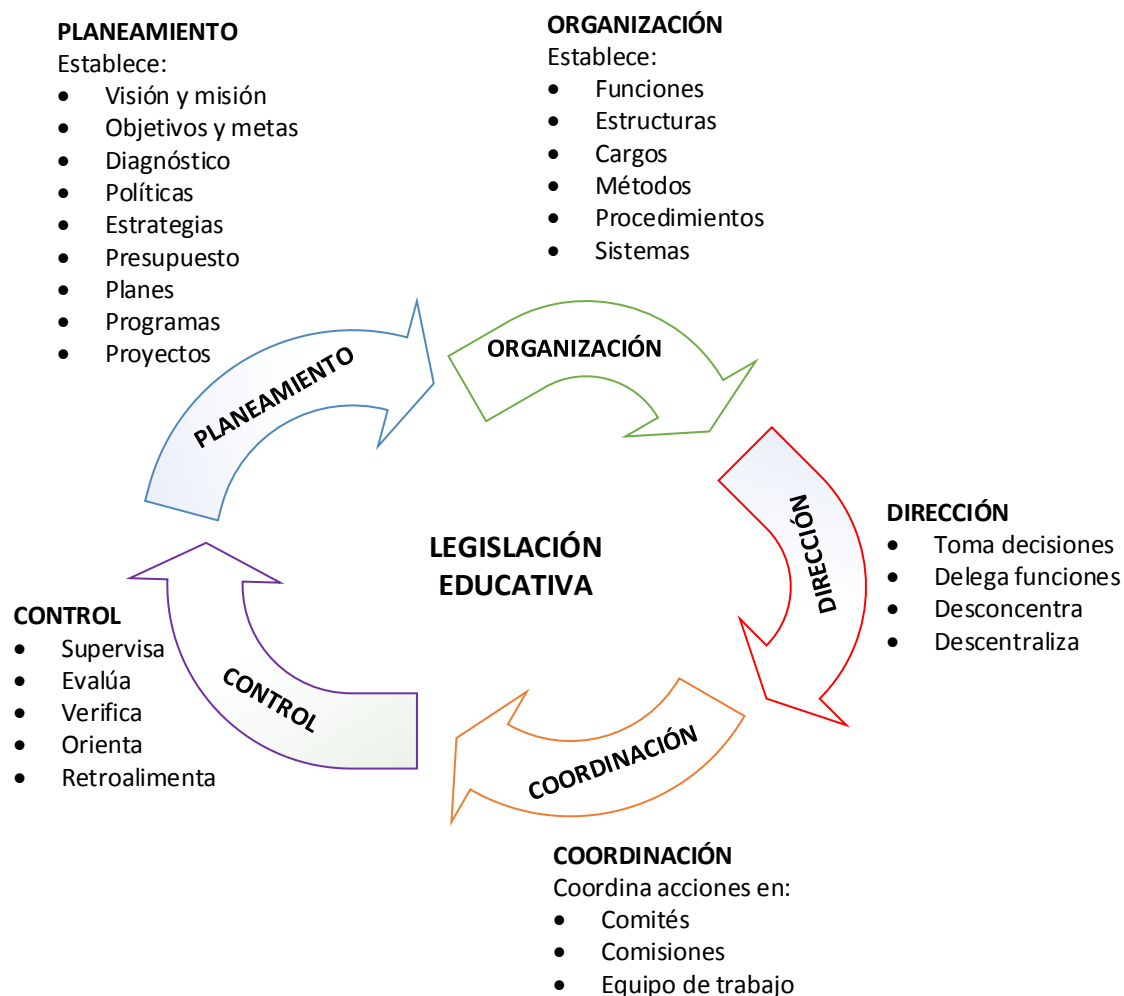 PLANEAMIENTO
Establece:
• Visión y misión
• Objetivos y metas
• Diagnóstico
• Políticas
• Estrategias
• Presupuesto
• Planes
• Programas
• Proyectos
ORGANIZACIÓN
Establece:
• Funciones
• Estructuras
• Cargos
• Métodos
• Procedimientos
• Sistemas
PLANEAMIENTO
ORGANIZACIÓN
DIRECCIÓN
LEGISLACIÓN
EDUCATIVA
DIRECCIÓN
• Toma decisiones
• Delega funciones
• Desconcentra
• Descentraliza
CONTROL
• Supervisa
• Evalúa
• Verifica
• Orienta
• Retroalimenta
CONTROL
COORDINACIÓN
COORDINACIÓN
Coordina acciones en:
• Comités
• Comisiones
• Equipo de trabajo